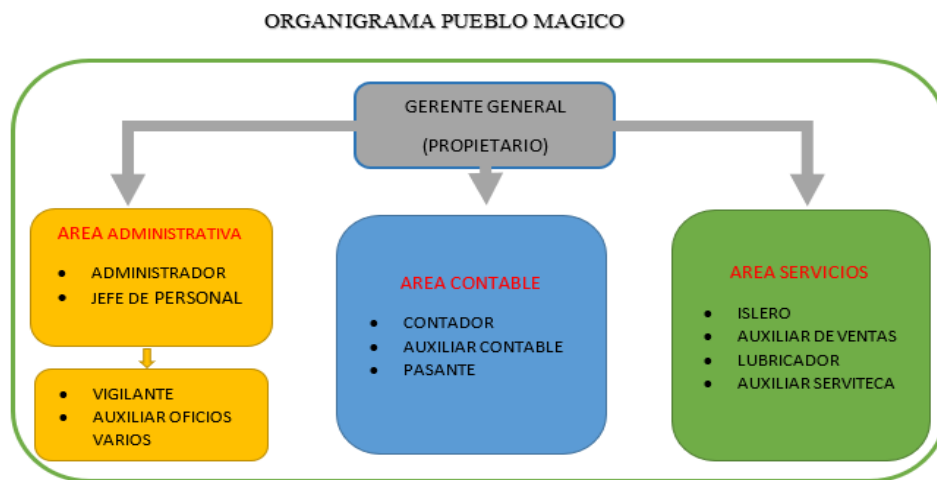 ORGANIGRAMA PUEBLO MAGICO
GERENTE GENERAL
(PROPIETARIO)
AREA ADMINISTRATIVA
• ADMINISTRADOR
• JEFE DE PERSONAL
• VIGILANTE
• AUXILIAR OFICIOS
VARIOS
AREA CONTABLE
• CONTADOR
• AUXILIAR CONTABLE
• PASANTE
AREA SERVICIOS
• ISLERO
• AUXILIAR DE VENTAS
• LUBRICADOR
• AUXILIAR SERVITECA